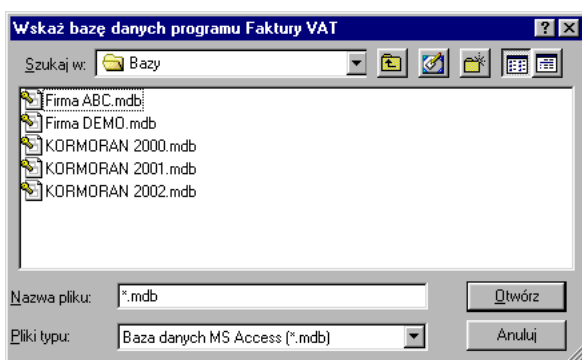 Wskaż bazę danych programu Faktury VAT
Szukaj w: Bazy
Firma ABC.mdb
Firma DEMO.mdb
KORMORAN 2000.mdb
KORMORAN 2001.mdb
KORMORAN 2002.mdb
Nazwa pliku: *.mdb Otwórz
Pliki typu: Baza danych MS Access (*.mdb) Anuluj